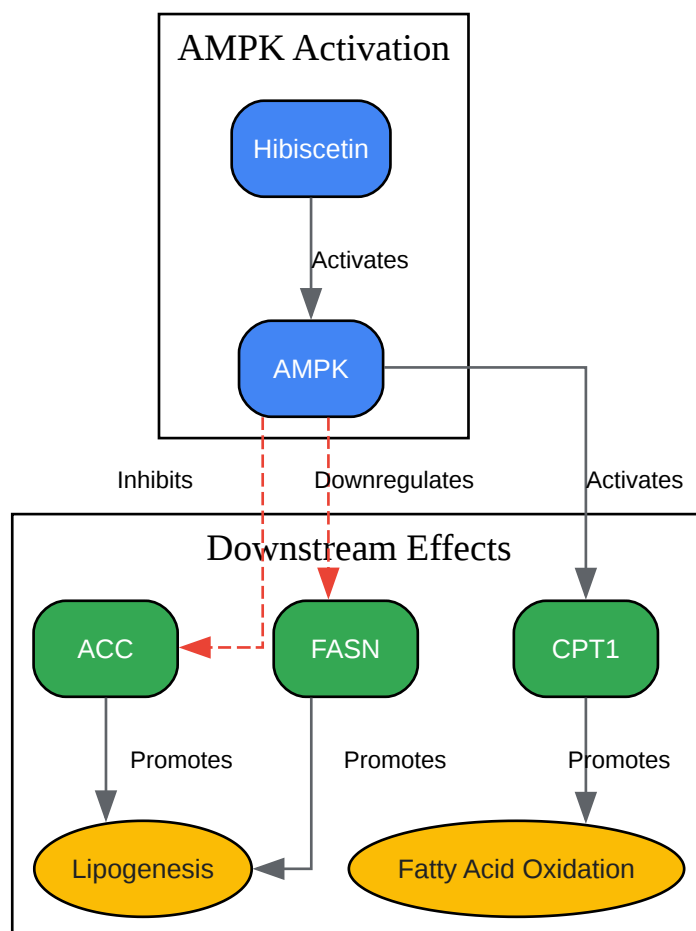 AMPK Activation
Hibiscetin
Activates
AMPK
Inhibits
Downregulates
Activates
Downstream Effects
ACC
FASN
CPT1
Promotes
Promotes
Promotes
Lipogenesis
Fatty Acid Oxidation